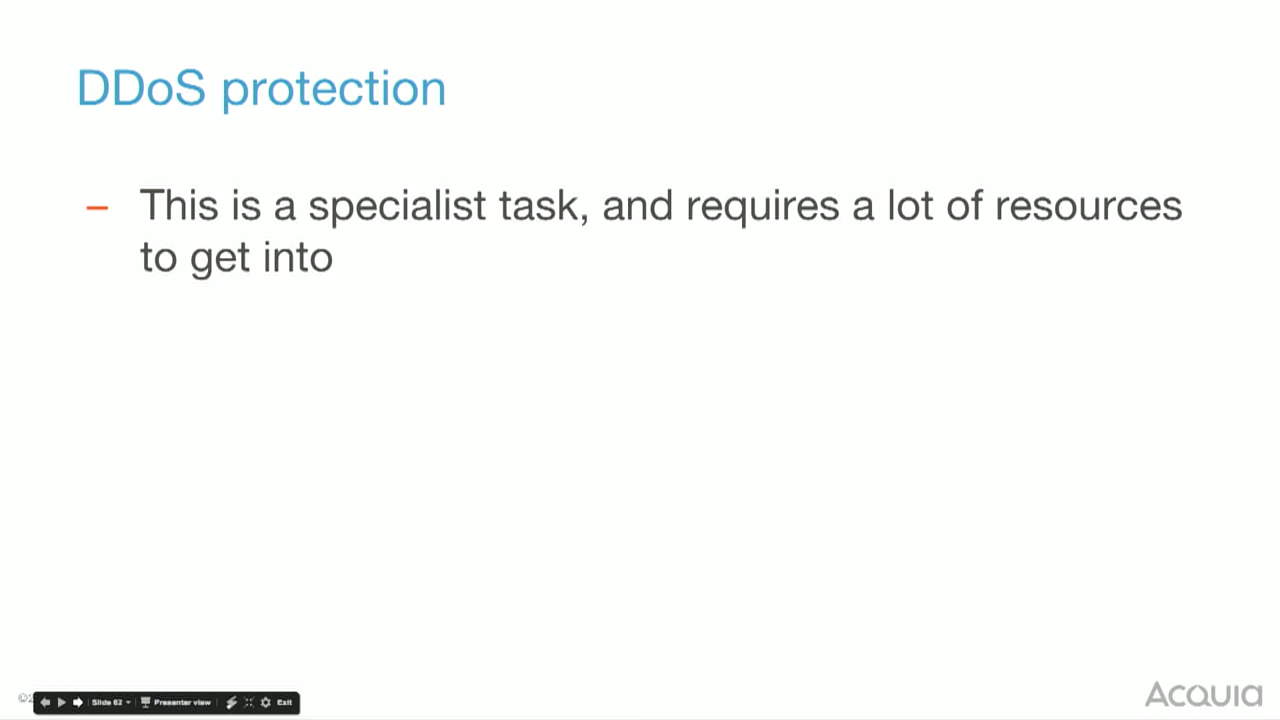 DDoS protection
– This is a specialist task, and requires a lot of resources
to get into
Slide 62 Presenter view Exit
ACQUIA